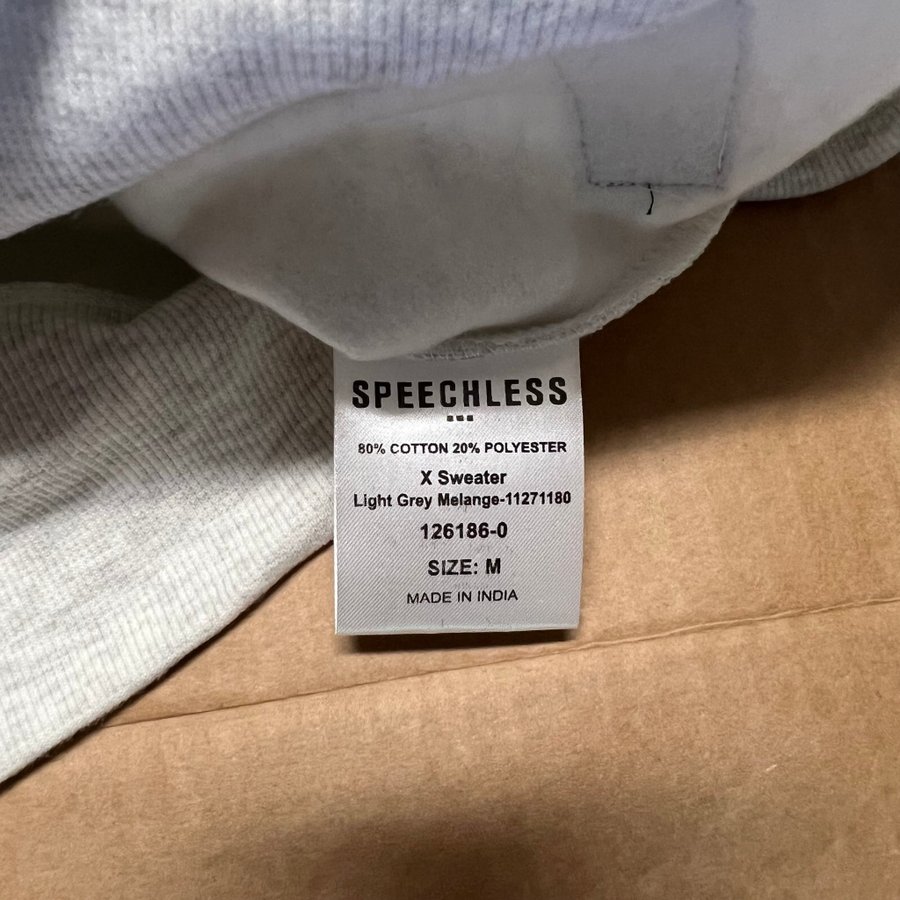 SPEECHLESS
80% COTTON 20% POLYESTER
X Sweater
Light Grey Melange-11271180
126186-0
SIZE: M
MADE IN INDIA